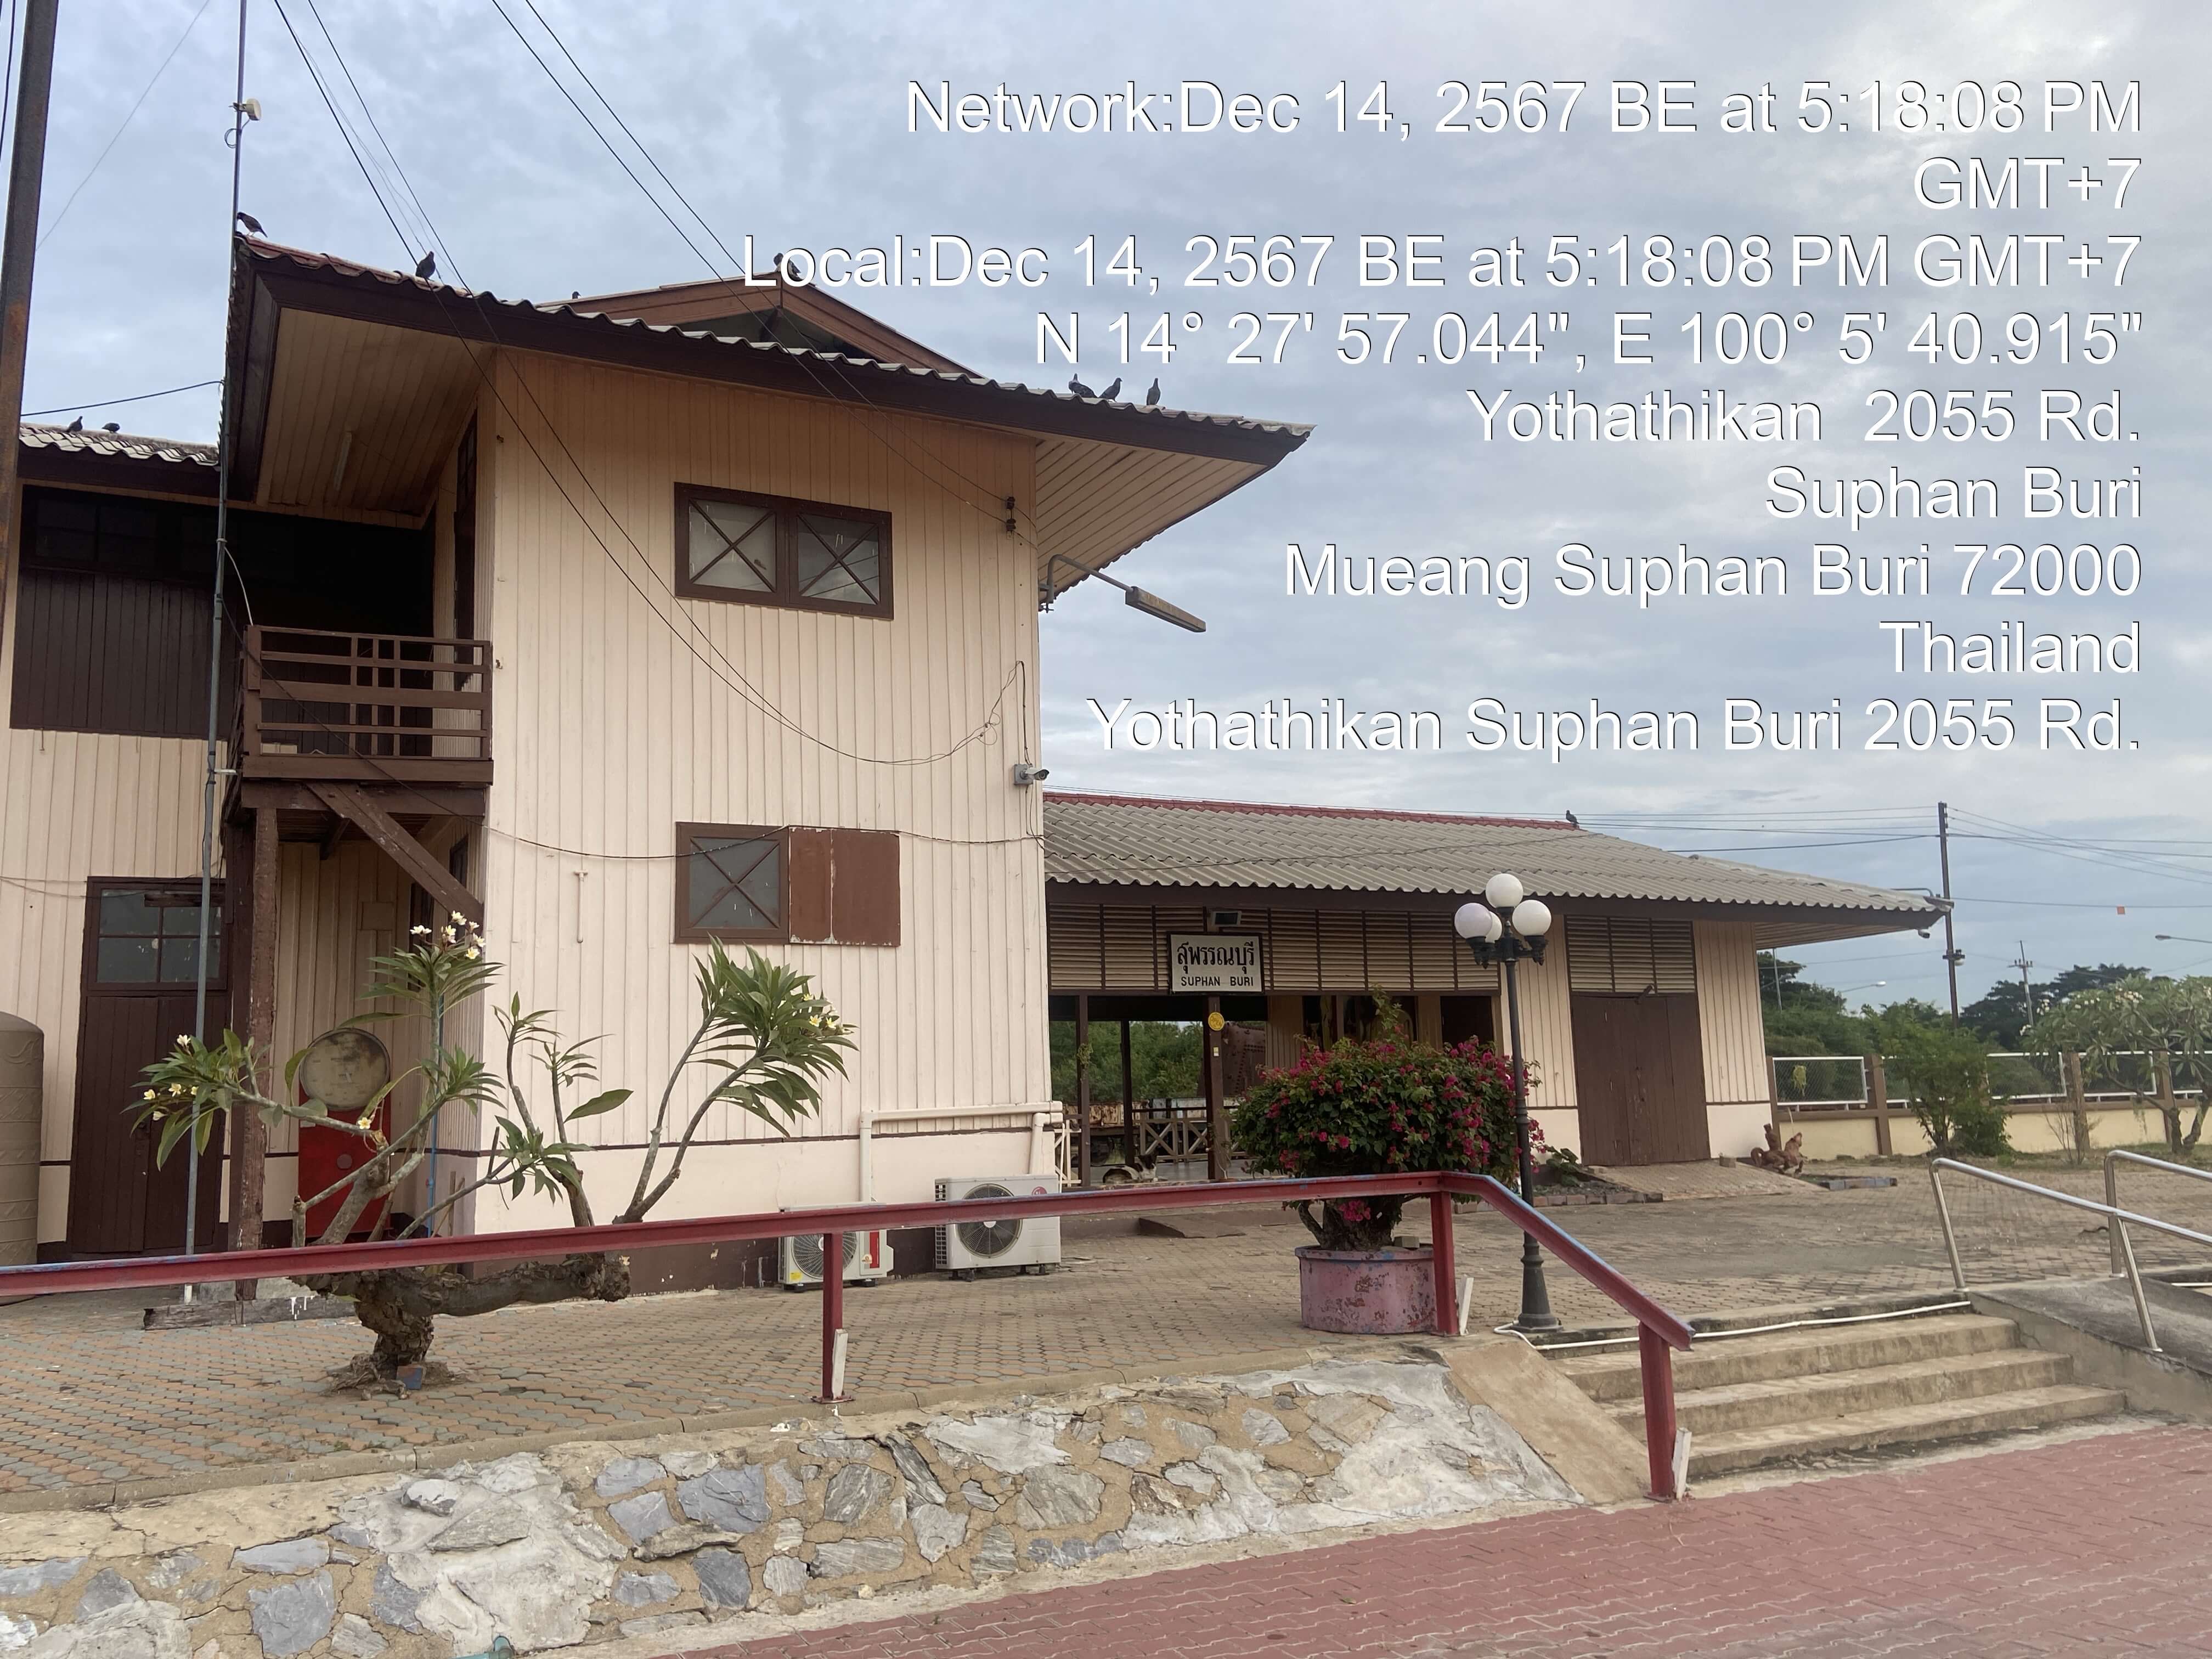 Network:Dec 14, 2567 BE at 5:18:08 PM
GMT+7
Local:Dec 14, 2567 BE at 5:18:08 PM GMT+7
N 14° 27' 57.044", E 100° 5' 40.915"
Yothathikan  2055 Rd.
Suphan Buri
Mueang Suphan Buri 72000
Thailand
Yothathikan Suphan Buri 2055 Rd.
สุพรรณบุรี
SUPHAN BURI